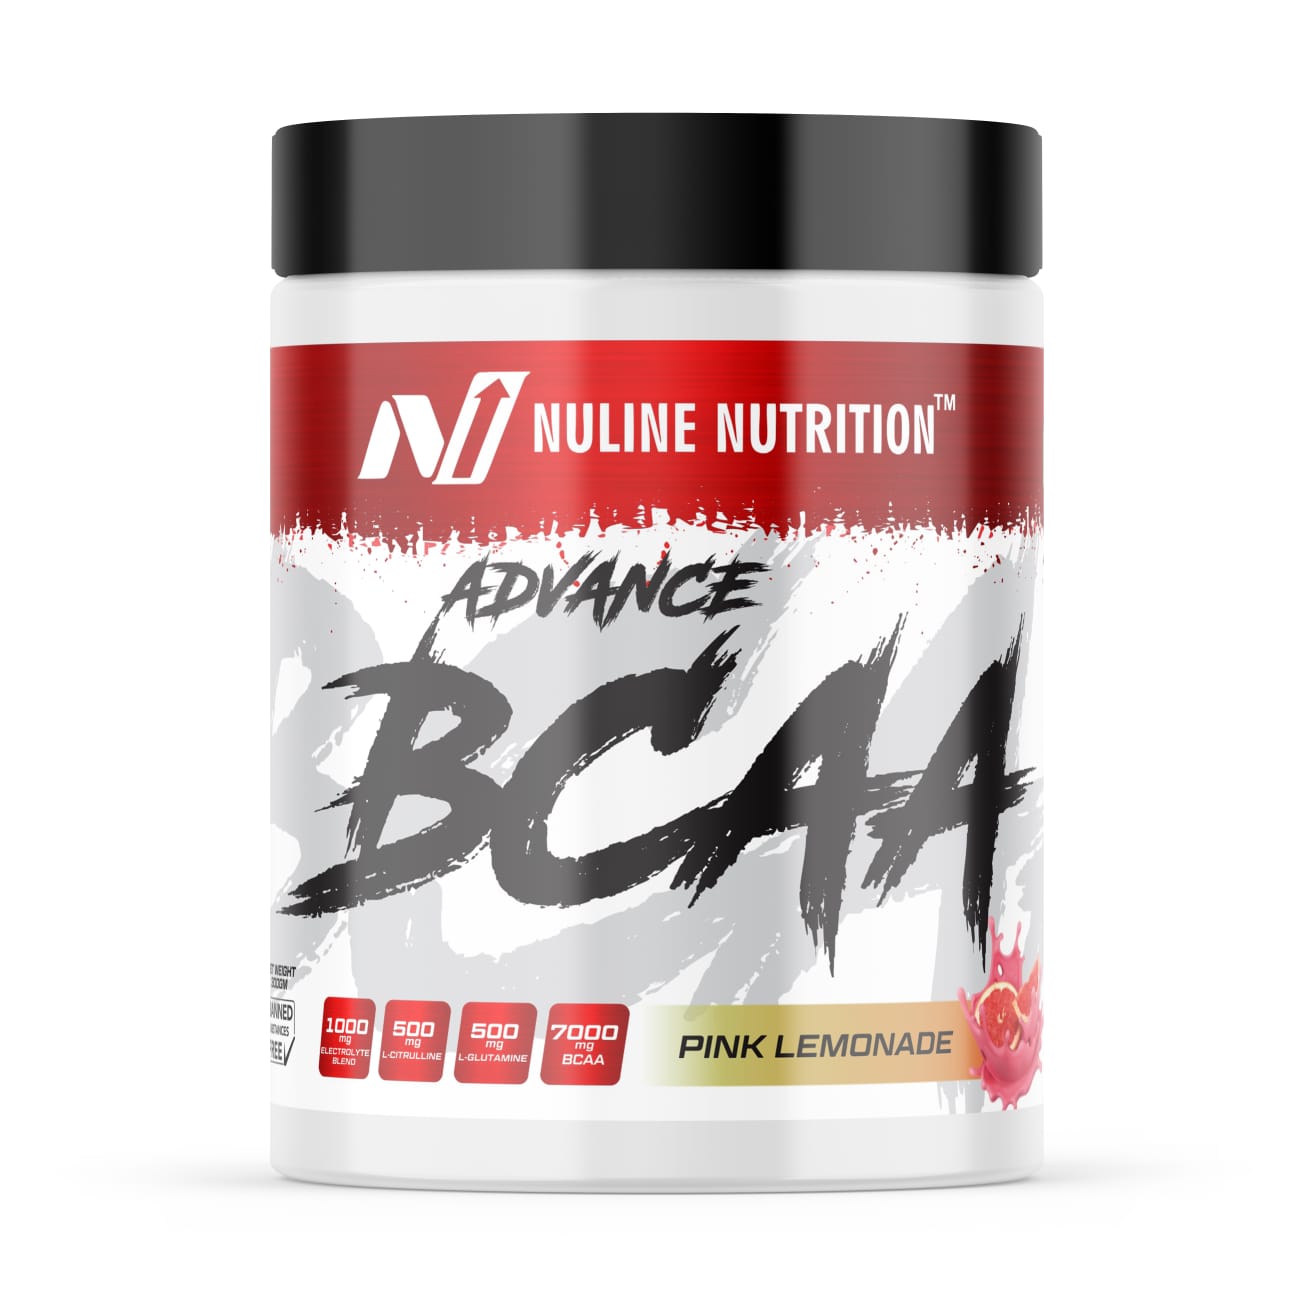 NULINE NUTRITION™
ADVANCE
BCAA
WEIGHT
1000 mg ELECTROLYTE BLEND
500 mg L-CITRULLINE
500 mg L-GLUTAMINE
7000 mg BCAA
PINK LEMONADE